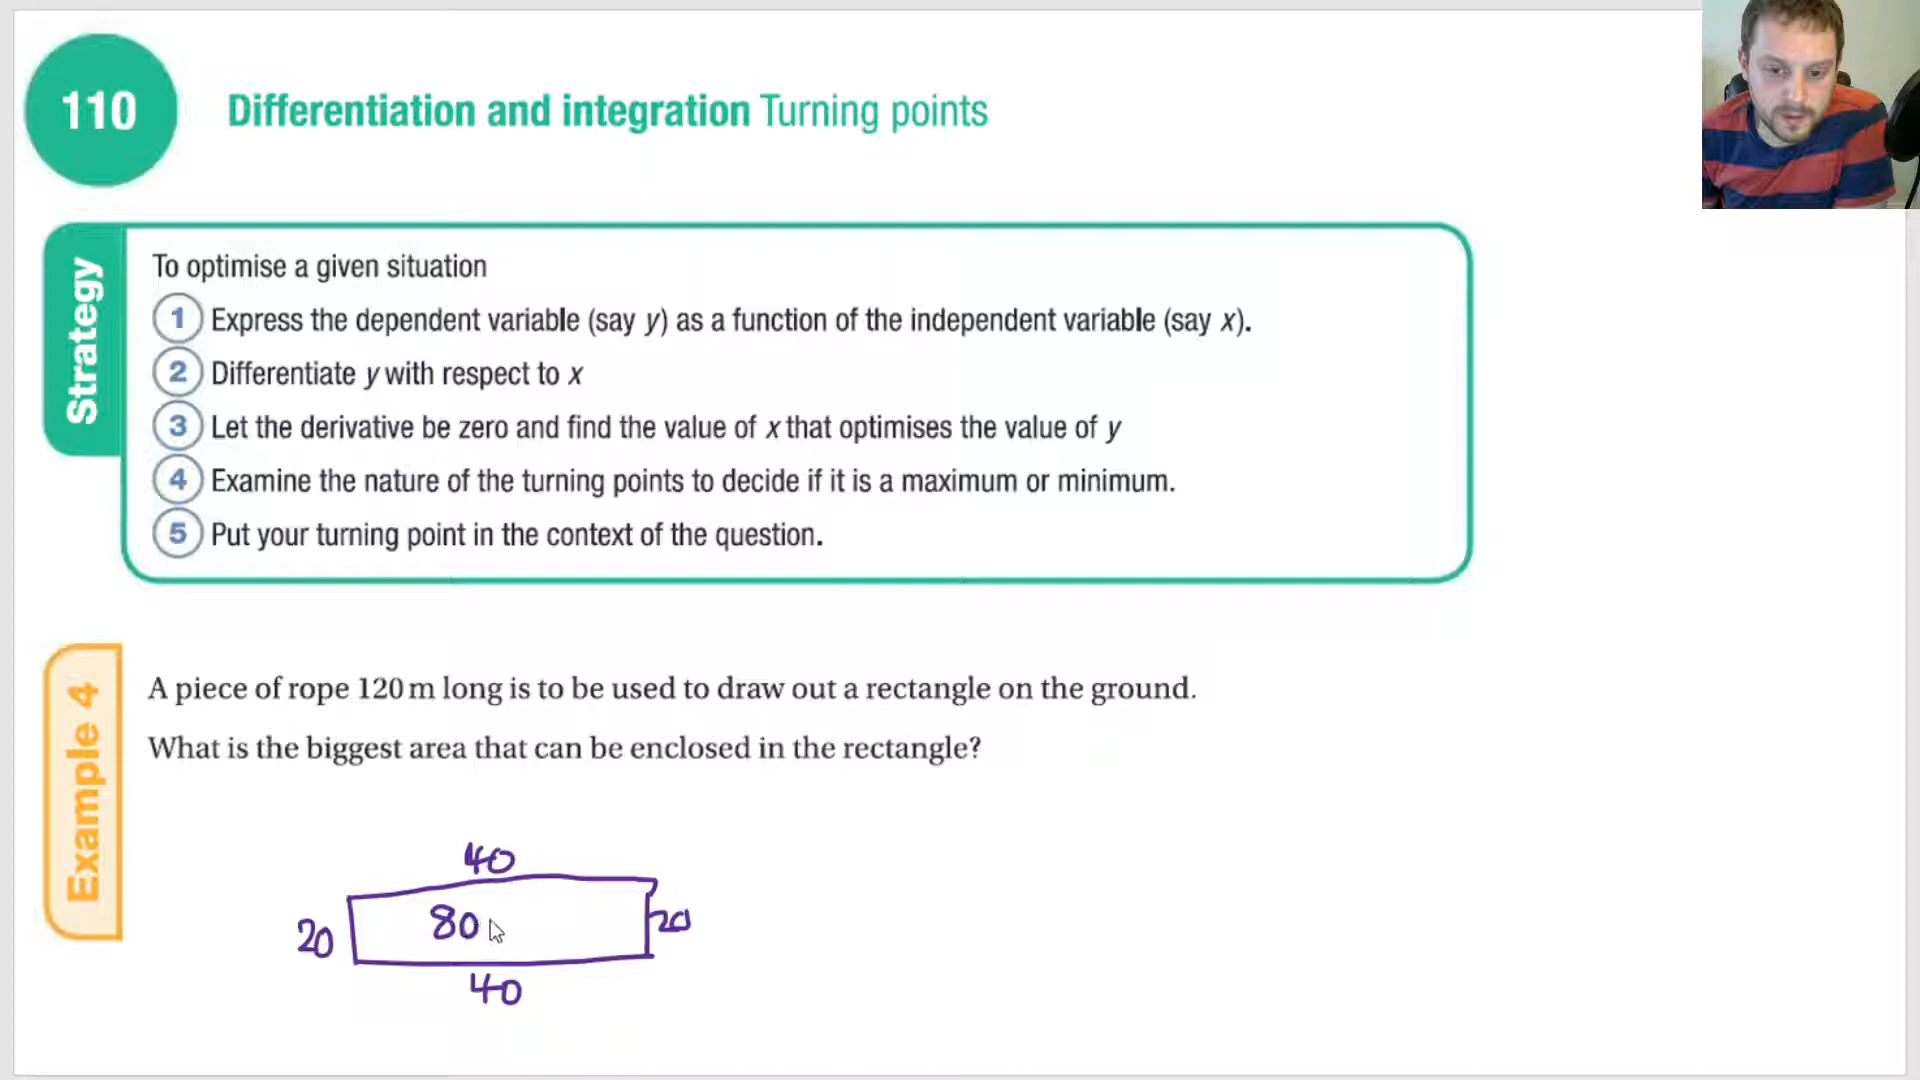 110
Differentiation and integration Turning points
Strategy
To optimise a given situation
1 Express the dependent variable (say y) as a function of the independent variable (say x).
2 Differentiate y with respect to x
3 Let the derivative be zero and find the value of x that optimises the value of y
4 Examine the nature of the turning points to decide if it is a maximum or minimum.
5 Put your turning point in the context of the question.
Example 4
A piece of rope 120 m long is to be used to draw out a rectangle on the ground.
What is the biggest area that can be enclosed in the rectangle?
40
20 80 20
40